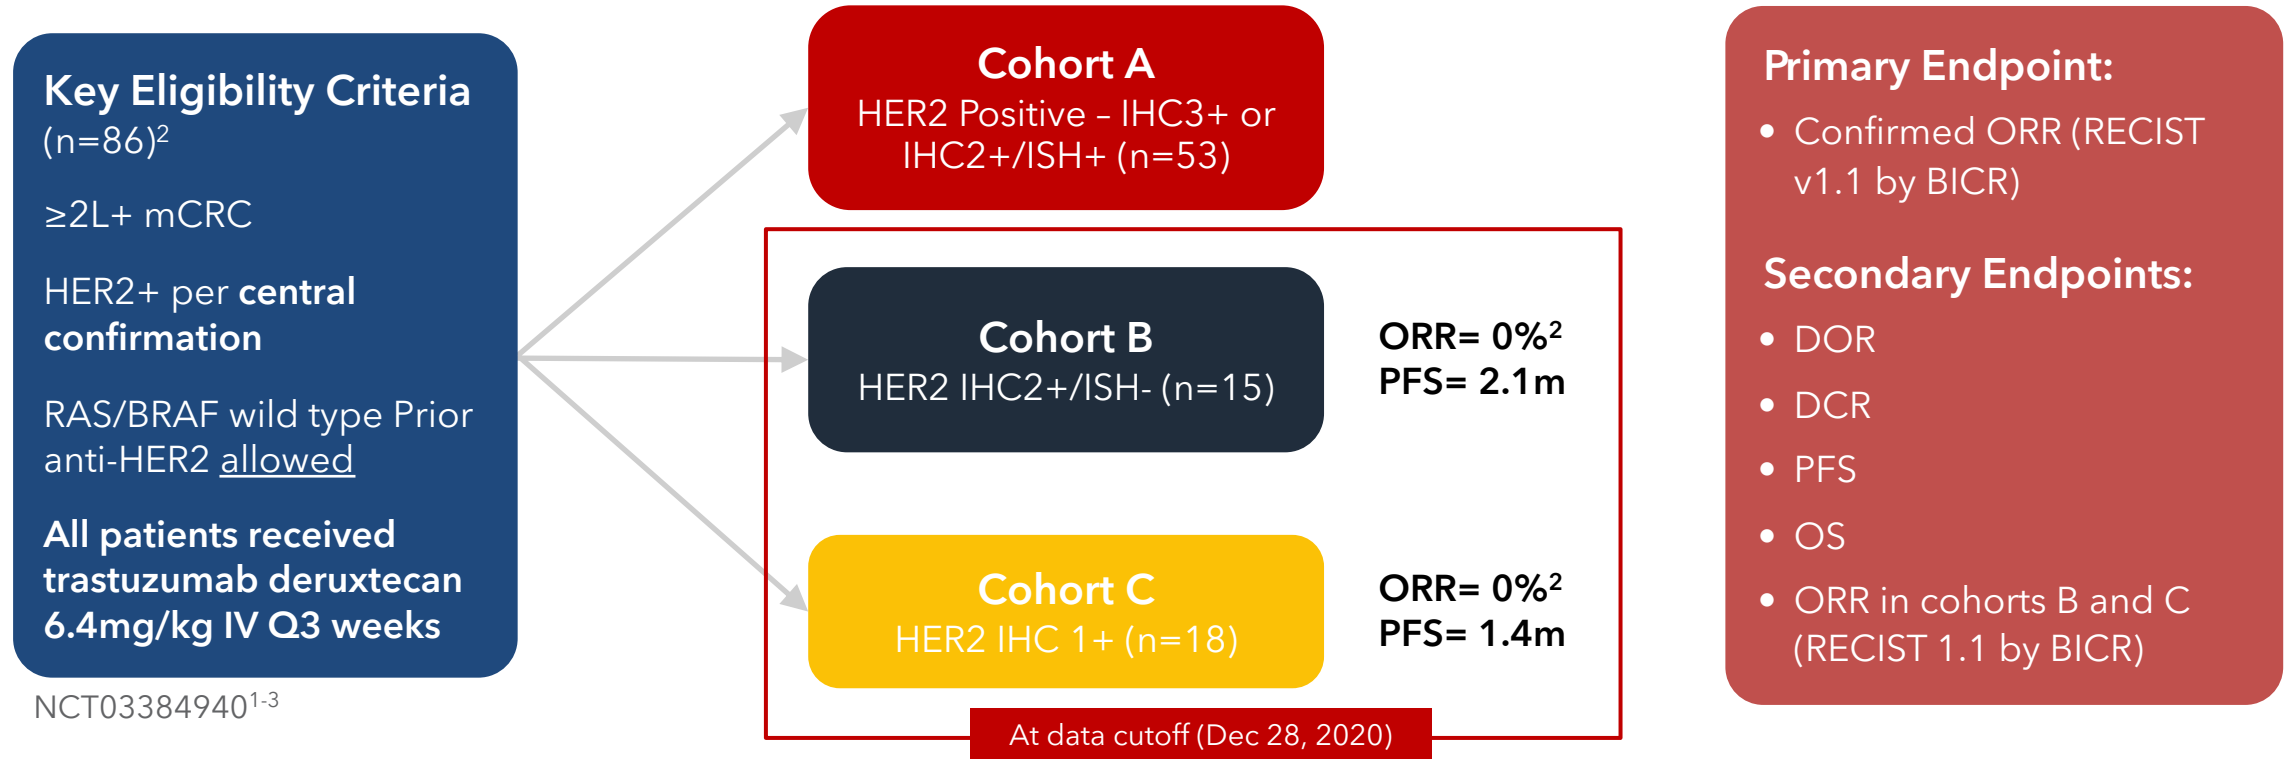 Key Eligibility Criteria
(n=86)²
≥2L+ mCRC
HER2+ per central
confirmation
RAS/BRAF wild type Prior
anti-HER2 allowed
All patients received
trastuzumab deruxtecan
6.4mg/kg IV Q3 weeks
NCT03384940¹⁻³
Cohort A
HER2 Positive – IHC3+ or
IHC2+/ISH+ (n=53)
Cohort B
HER2 IHC2+/ISH- (n=15)
ORR= 0%²
PFS= 2.1m
Cohort C
HER2 IHC 1+ (n=18)
ORR= 0%²
PFS= 1.4m
At data cutoff (Dec 28, 2020)
Primary Endpoint:
• Confirmed ORR (RECIST
v1.1 by BICR)
Secondary Endpoints:
• DOR
• DCR
• PFS
• OS
• ORR in cohorts B and C
(RECIST 1.1 by BICR)